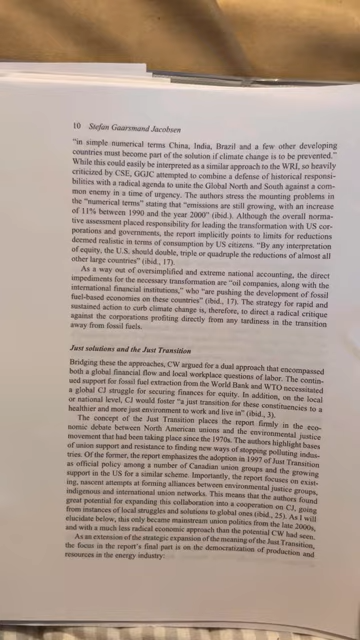 10 Stefan Gaarsmand Jacobsen
"in simple numerical terms China, India, Brazil and a few other developing
countries must become part of the solution if climate change is to be prevented."
While this could easily be interpreted as a similar approach to the WRI, so heavily
criticized by CSE, GGJC attempted to combine a defense of historical responsi-
bilities with a radical agenda to unite the Global North and South against a com-
mon enemy in a time of urgency. The authors stress the mounting problems in
the "numerical terms" stating that "emissions are still growing, with an increase
of 11% between 1990 and the year 2000" (ibid.). Although the overall norma-
tive assessment placed responsibility for leading the transformation with US cor-
porations and governments, the report implicitly points to limits for reductions
deemed realistic in terms of consumption by US citizens. "By any interpretation
of equity, the U.S. should double, triple or quadruple the reductions of almost all
other large countries" (ibid., 17).
As a way out of oversimplified and extreme national accounting, the direct
impediments for the necessary transformation are "oil companies, along with the
international financial institutions," who "are pushing the development of fossil
fuel-based economies on these countries" (ibid., 17). The strategy for rapid and
sustained action to curb climate change is, therefore, to direct a radical critique
against the corporations profiting directly from any tardiness in the transition
away from fossil fuels.
Just solutions and the Just Transition
Bridging these the approaches, CW argued for a dual approach that encompassed
both a global financial flow and local workplace questions of labor. The contin-
ued support for fossil fuel extraction from the World Bank and WTO necessitated
a global CJ struggle for securing finances for equity. In addition, on the local
or national level, CJ would foster "a just transition for these constituencies to a
healthier and more just environment to work and live in" (ibid., 3).
The concept of the Just Transition places the report firmly in the eco-
nomic debate between North American unions and the environmental justice
movement that had been taking place since the 1970s. The authors highlight bases
of union support and resistance to finding new ways of stopping polluting indus-
tries. Of the former, the report emphasizes the adoption in 1997 of Just Transition
as official policy among a number of Canadian union groups and the growing
support in the US for a similar scheme. Importantly, the report focuses on exist-
ing, nascent attempts at forming alliances between environmental justice groups,
indigenous and international union networks. This means that the authors found
great potential for expanding this collaboration into a cooperation on CJ, going
from instances of local struggles and solutions to global ones (ibid., 25). As I will
elucidate below, this only became mainstream union politics from the late 2000s,
and with a much less radical economic approach than the potential CW had seen.
As an extension of the strategic expansion of the meaning of the Just Transition,
the focus in the report's final part is on the democratization of production and
resources in the energy industry: